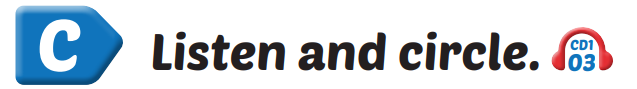 C Listen and circle. CD1 03